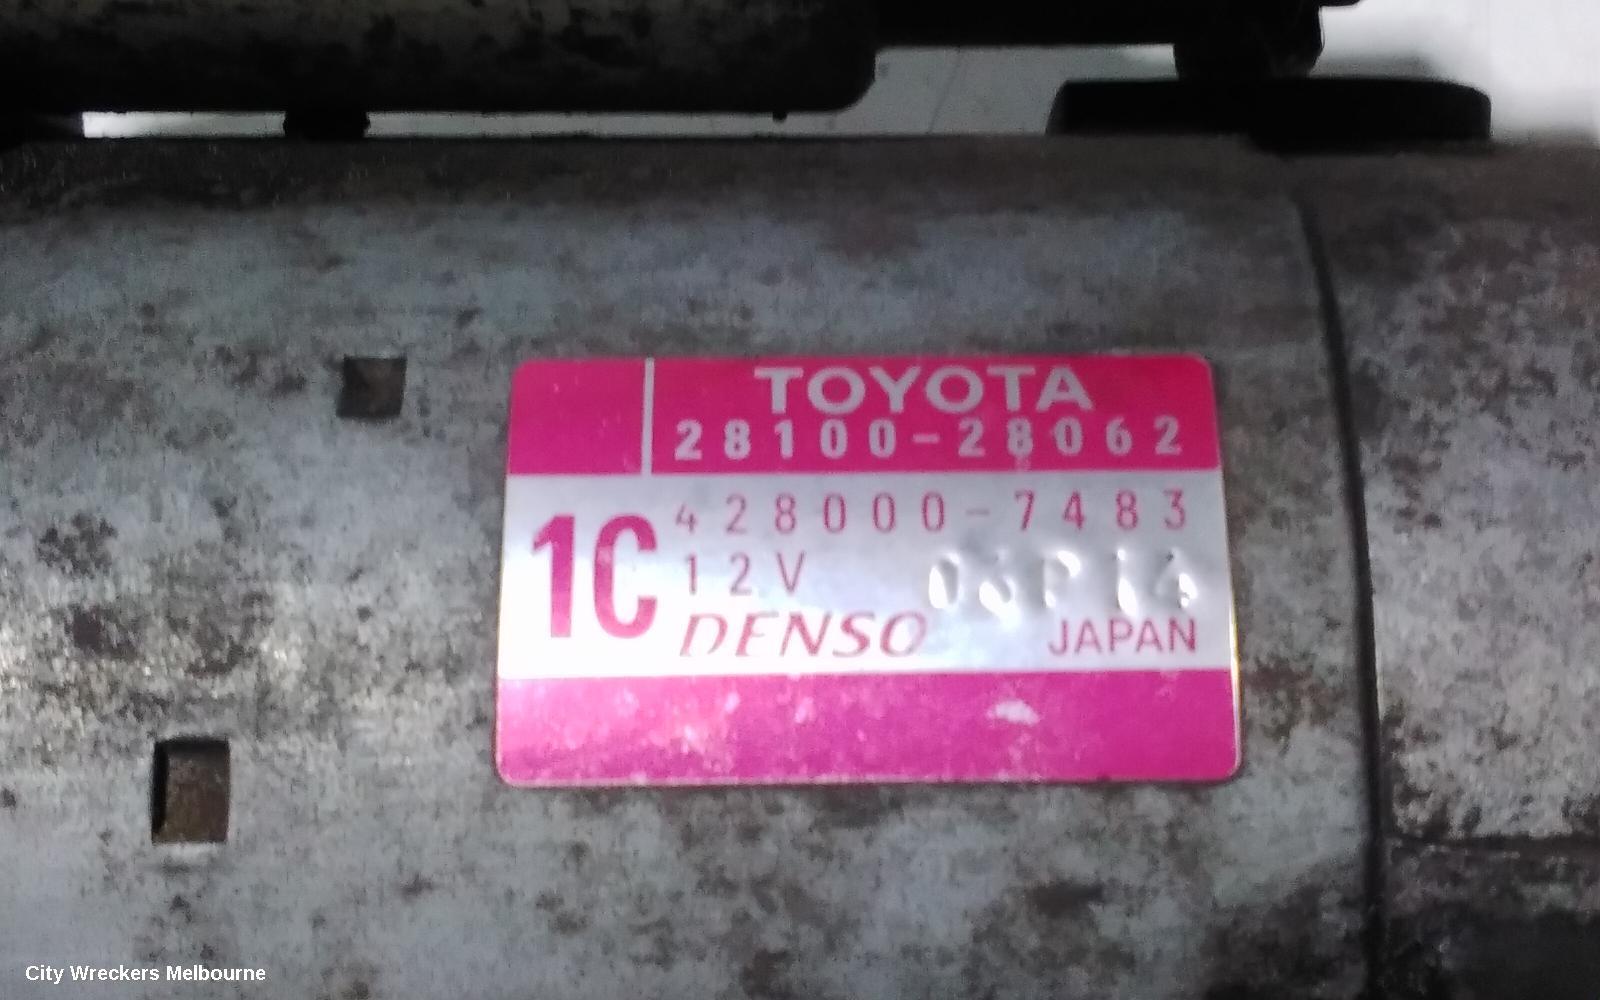 TOYOTA
28100-28062
428000-7483
1C
12V
DENSO
JAPAN
City Wreckers Melbourne